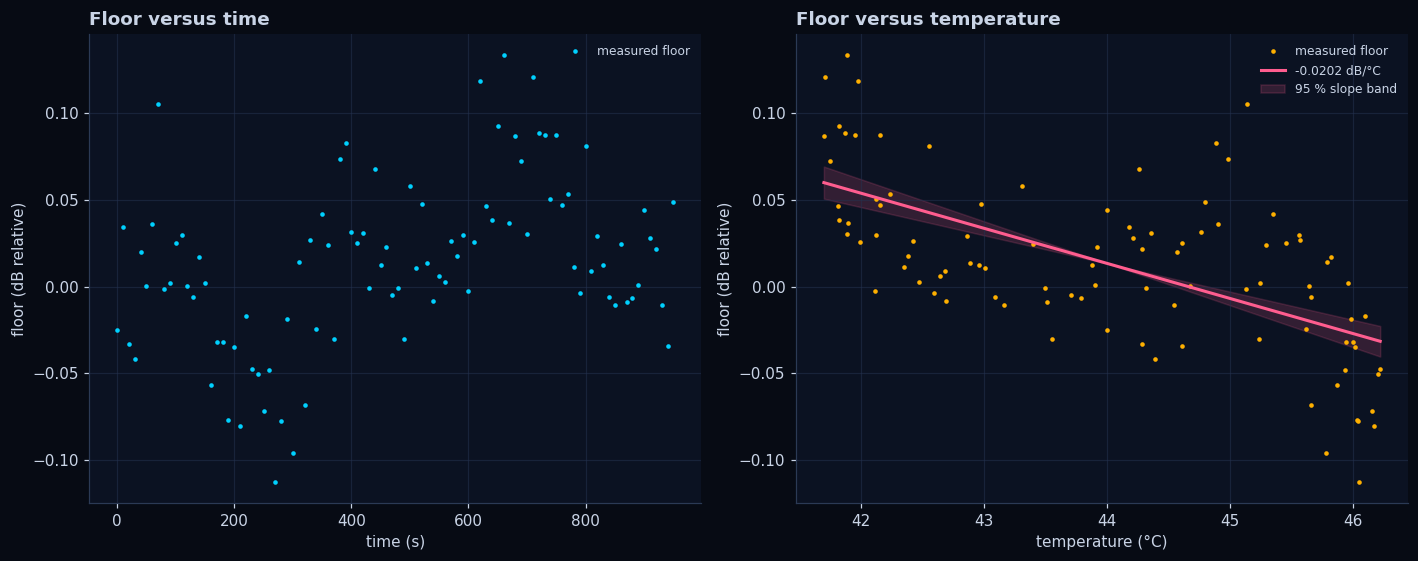 Floor versus time
measured floor
0.10
0.05
0.00
−0.05
−0.10
floor (dB relative)
0
200
400
600
800
time (s)
Floor versus temperature
measured floor
-0.0202 dB/°C
95 % slope band
0.10
0.05
0.00
−0.05
−0.10
floor (dB relative)
42
43
44
45
46
temperature (°C)